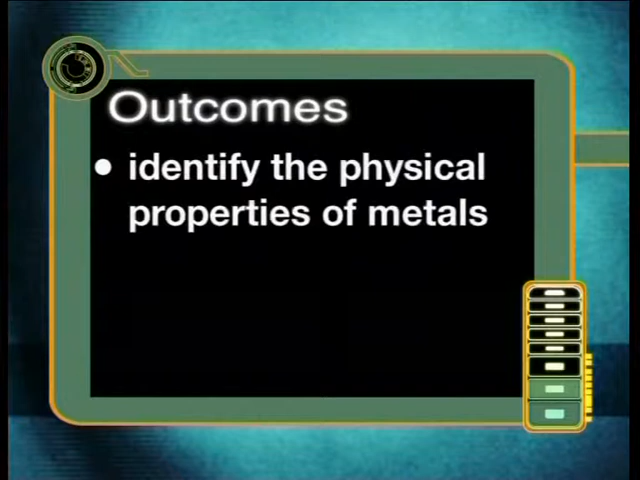 Outcomes
• identify the physical
properties of metals